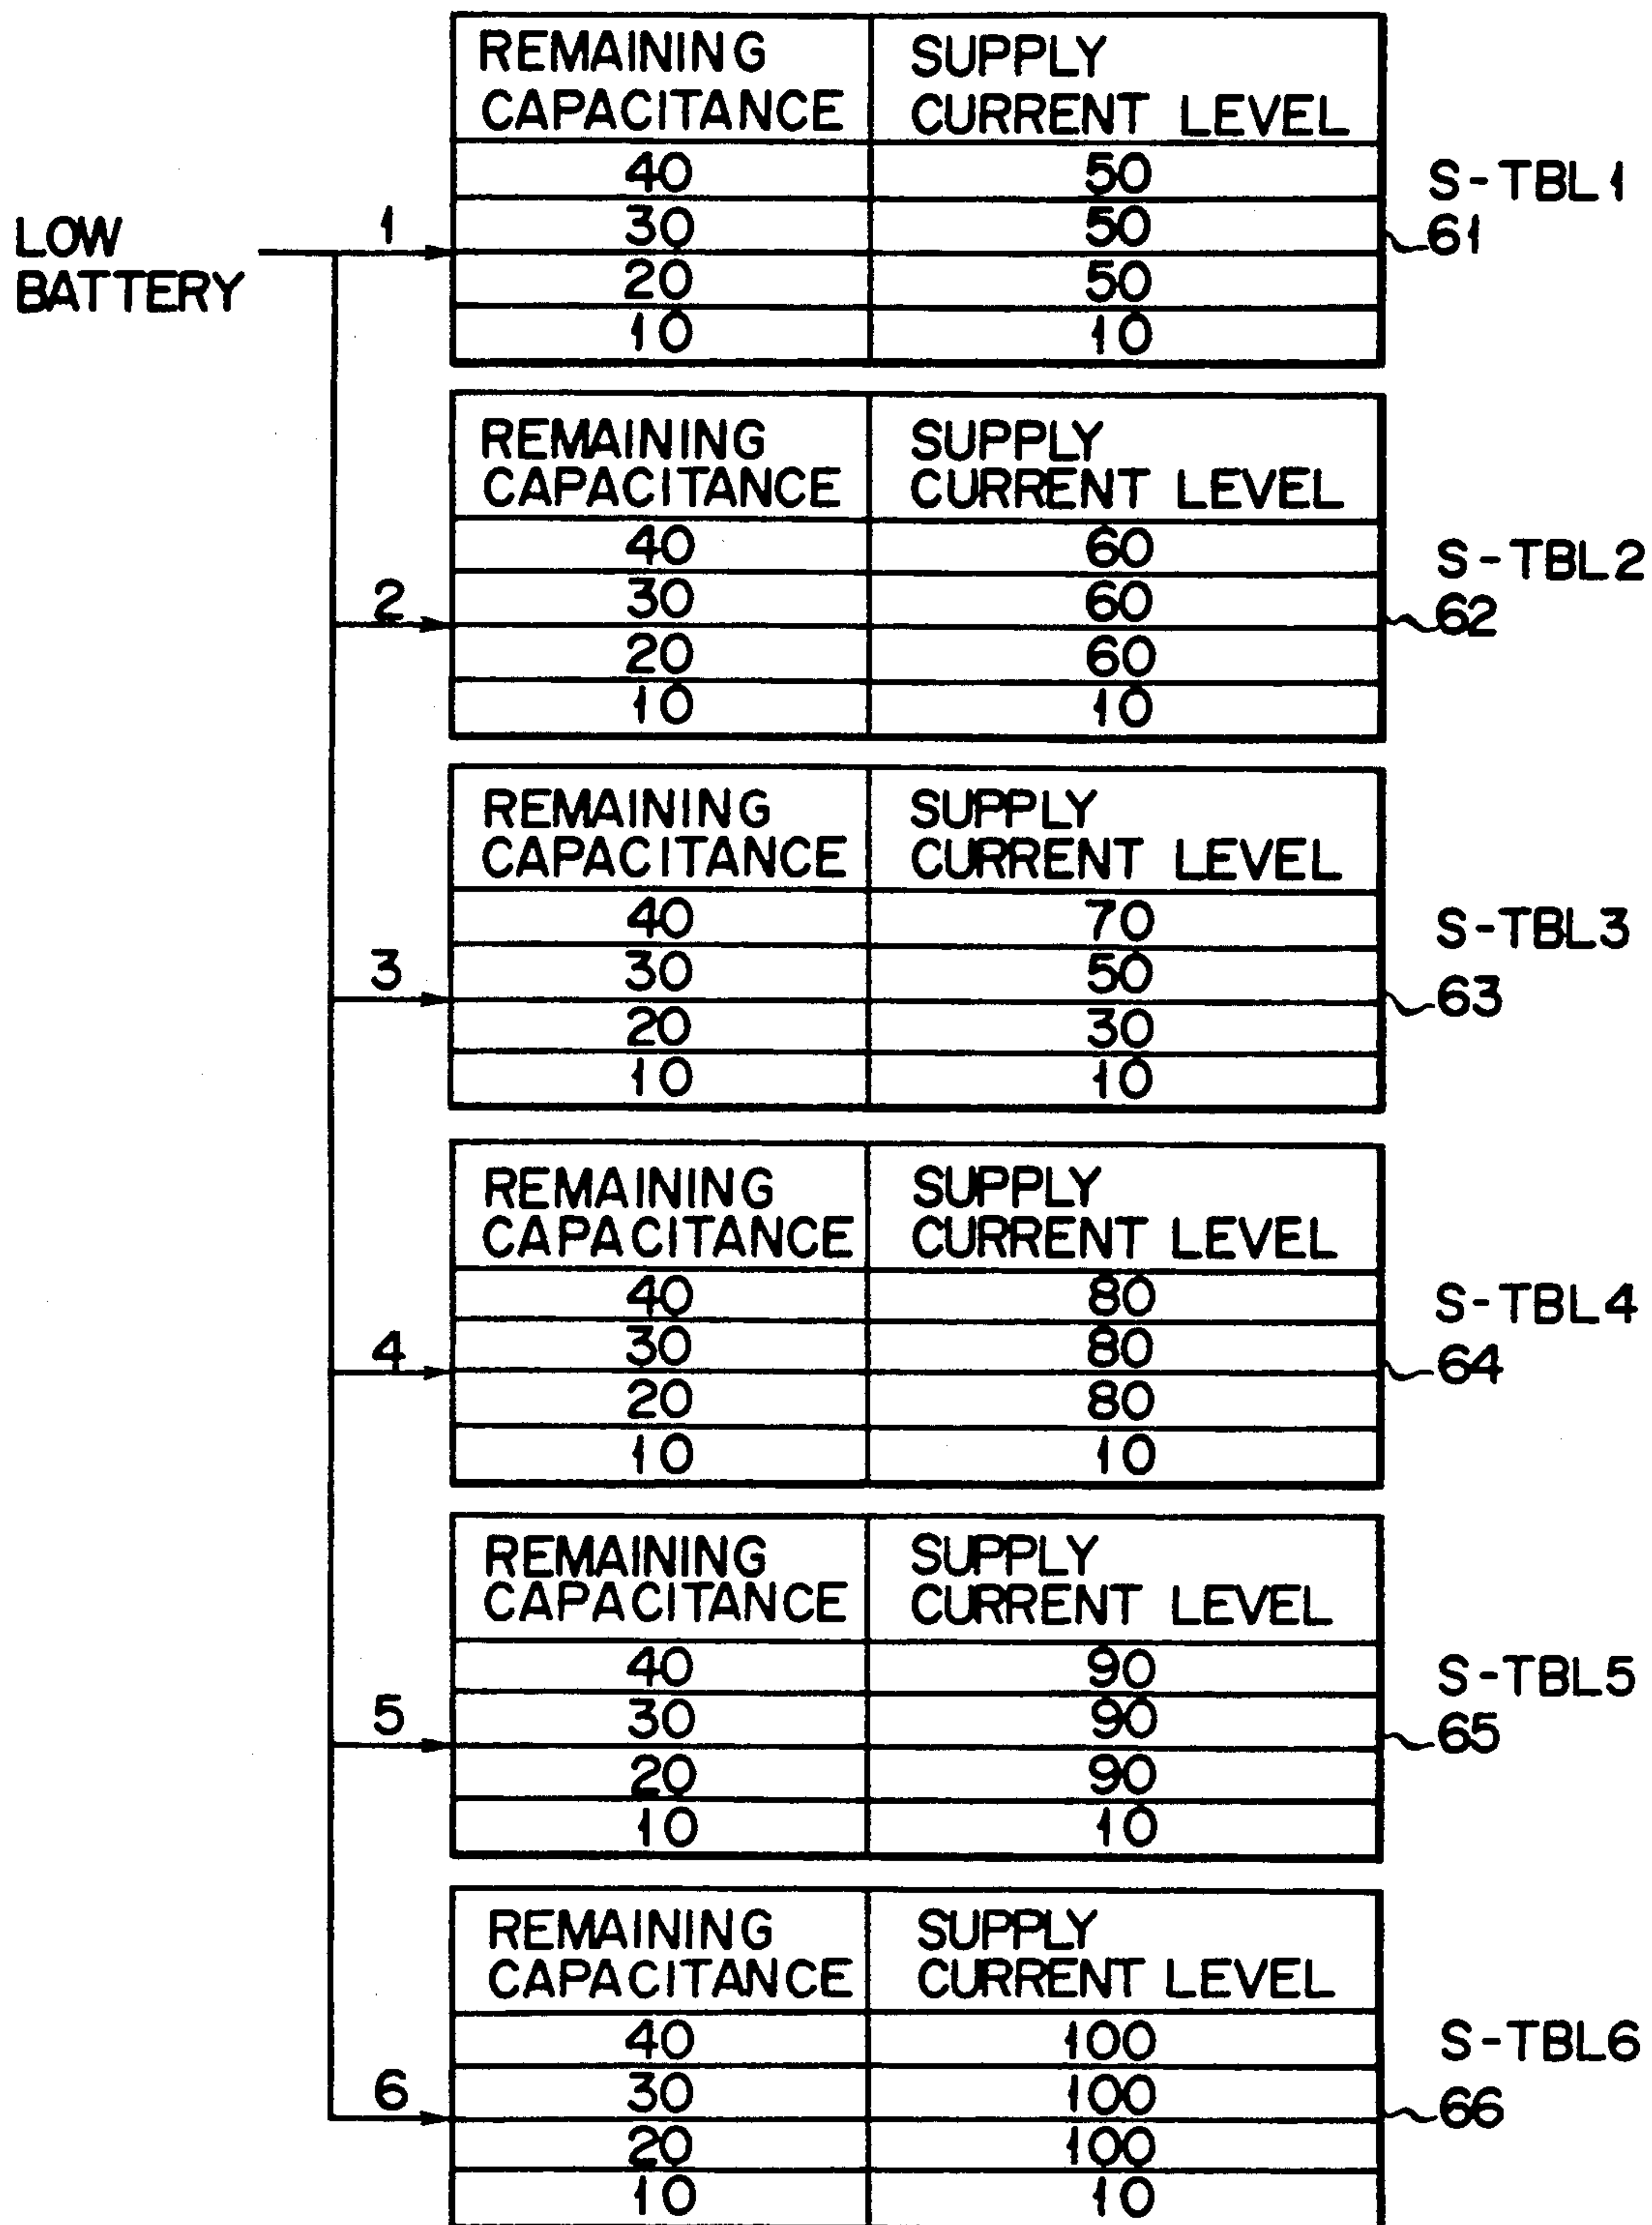 LOW
BATTERY
1
REMAINING CAPACITANCE SUPPLY CURRENT LEVEL
40 50
30 50
20 50
10 10
S-TBL1
61
2
REMAINING CAPACITANCE SUPPLY CURRENT LEVEL
40 60
30 60
20 60
10 10
S-TBL2
62
3
REMAINING CAPACITANCE SUPPLY CURRENT LEVEL
40 70
30 50
20 30
10 10
S-TBL3
63
4
REMAINING CAPACITANCE SUPPLY CURRENT LEVEL
40 80
30 80
20 80
10 10
S-TBL4
64
5
REMAINING CAPACITANCE SUPPLY CURRENT LEVEL
40 90
30 90
20 90
10 10
S-TBL5
65
6
REMAINING CAPACITANCE SUPPLY CURRENT LEVEL
40 100
30 100
20 100
10 10
S-TBL6
66